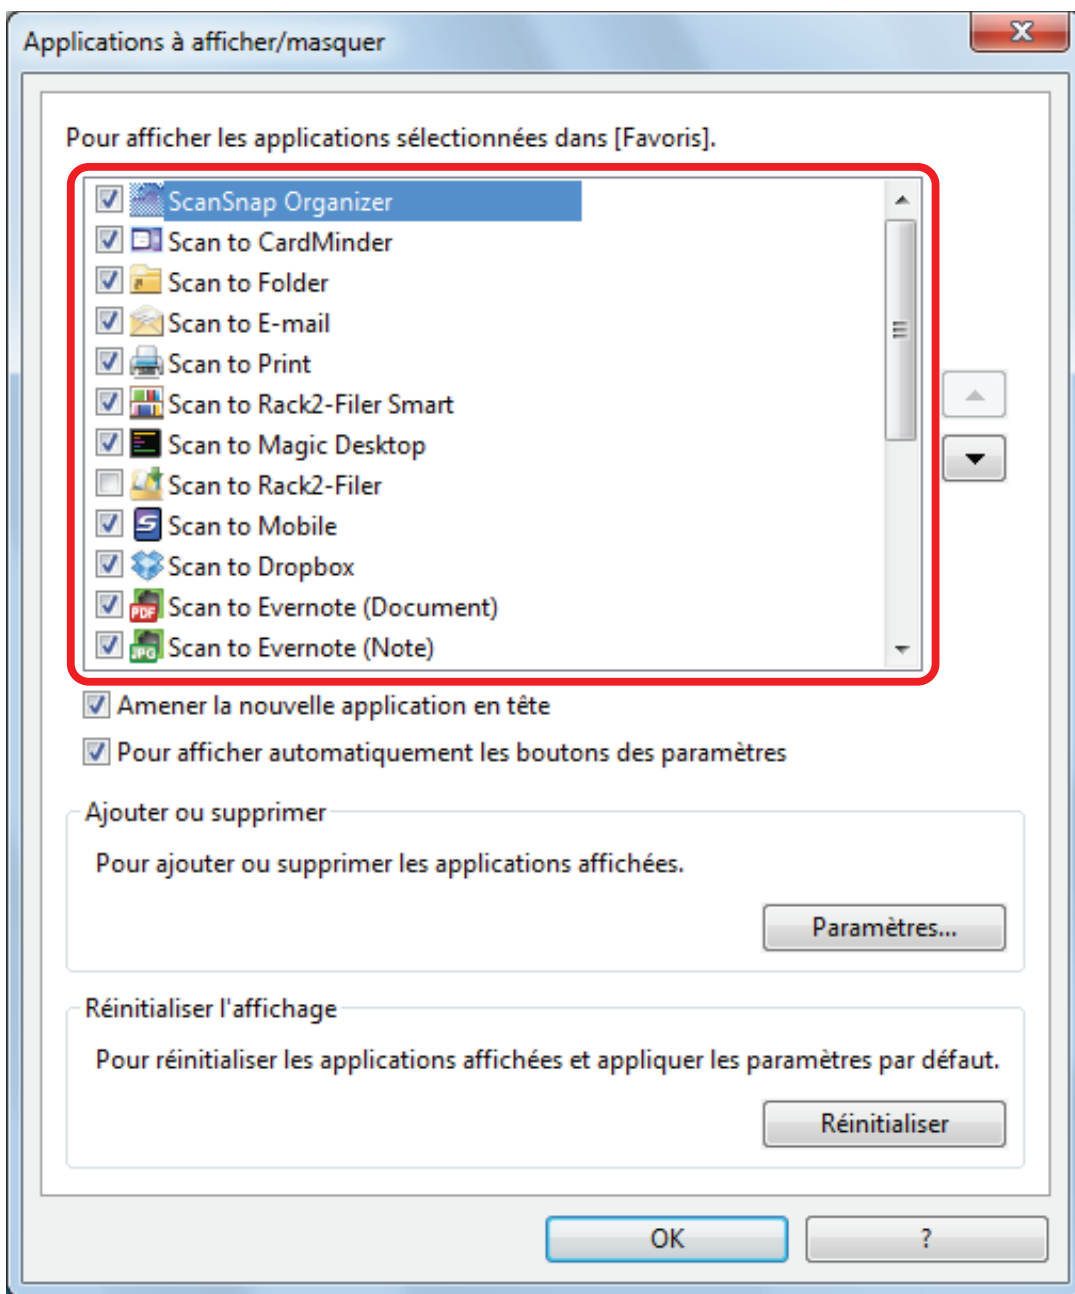 Applications à afficher/masquer
Pour afficher les applications sélectionnées dans [Favoris].
ScanSnap Organizer
Scan to CardMinder
Scan to Folder
Scan to E-mail
Scan to Print
Scan to Rack2-Filer Smart
Scan to Magic Desktop
Scan to Rack2-Filer
Scan to Mobile
Scan to Dropbox
PDF Scan to Evernote (Document)
JPG Scan to Evernote (Note)
Amener la nouvelle application en tête
Pour afficher automatiquement les boutons des paramètres
Ajouter ou supprimer
Pour ajouter ou supprimer les applications affichées.
Paramètres...
Réinitialiser l'affichage
Pour réinitialiser les applications affichées et appliquer les paramètres par défaut.
Réinitialiser
OK ?